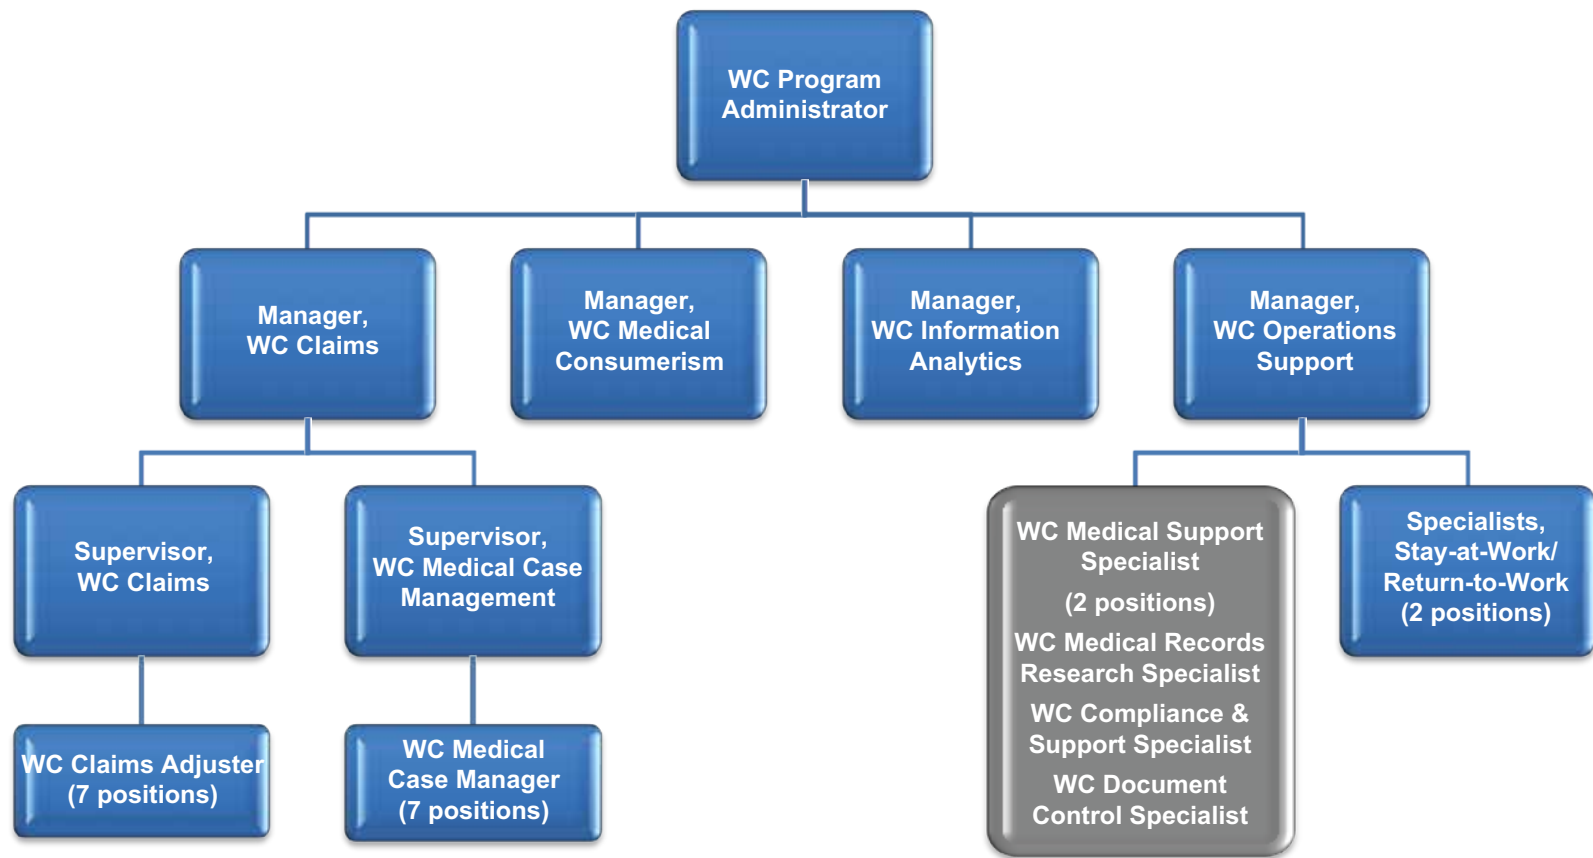 WC Program
Administrator
Manager,
WC Claims
Manager,
WC Medical
Consumerism
Manager,
WC Information
Analytics
Manager,
WC Operations
Support
Supervisor,
WC Claims
Supervisor,
WC Medical Case
Management
WC Medical Support
Specialist
(2 positions)
WC Medical Records
Research Specialist
WC Compliance &
Support Specialist
WC Document
Control Specialist
Specialists,
Stay-at-Work/
Return-to-Work
(2 positions)
WC Claims Adjuster
(7 positions)
WC Medical
Case Manager
(7 positions)